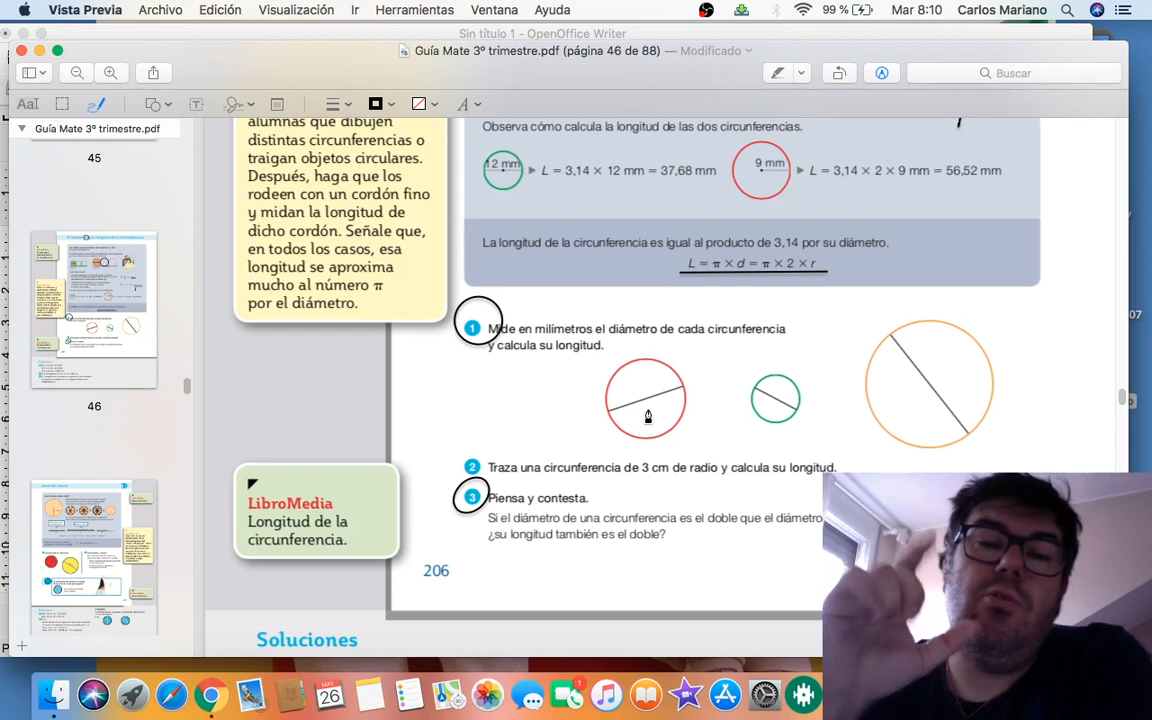 Vista Previa Archivo Edición Visualización Ir Herramientas Ventana Ayuda 99 % Mar 8:10 Carlos Mariano
Sin título 1 - OpenOffice Writer
Guía Mate 3º trimestre.pdf (página 46 de 88) — Modificado
Buscar
AaI T A
Guía Mate 3º trimestre.pdf
45
46
alumnas que dibujen
distintas circunferencias o
traigan objetos circulares.
Después, haga que los
rodeen con un cordón fino
y midan la longitud de
dicho cordón. Señale que,
en todos los casos, esa
longitud se aproxima
mucho al número π
por el diámetro.
Observa cómo calcula la longitud de las dos circunferencias.
12 mm L = 3,14 × 12 mm = 37,68 mm 9 mm L = 3,14 × 2 × 9 mm = 56,52 mm
La longitud de la circunferencia es igual al producto de 3,14 por su diámetro.
L = π × d = π × 2 × r
1 Mide en milímetros el diámetro de cada circunferencia
y calcula su longitud.
2 Traza una circunferencia de 3 cm de radio y calcula su longitud.
3 Piensa y contesta.
Si el diámetro de una circunferencia es el doble que el diámetro
¿su longitud también es el doble?
LibroMedia
Longitud de la
circunferencia.
206
Soluciones
07
MAY
26
1